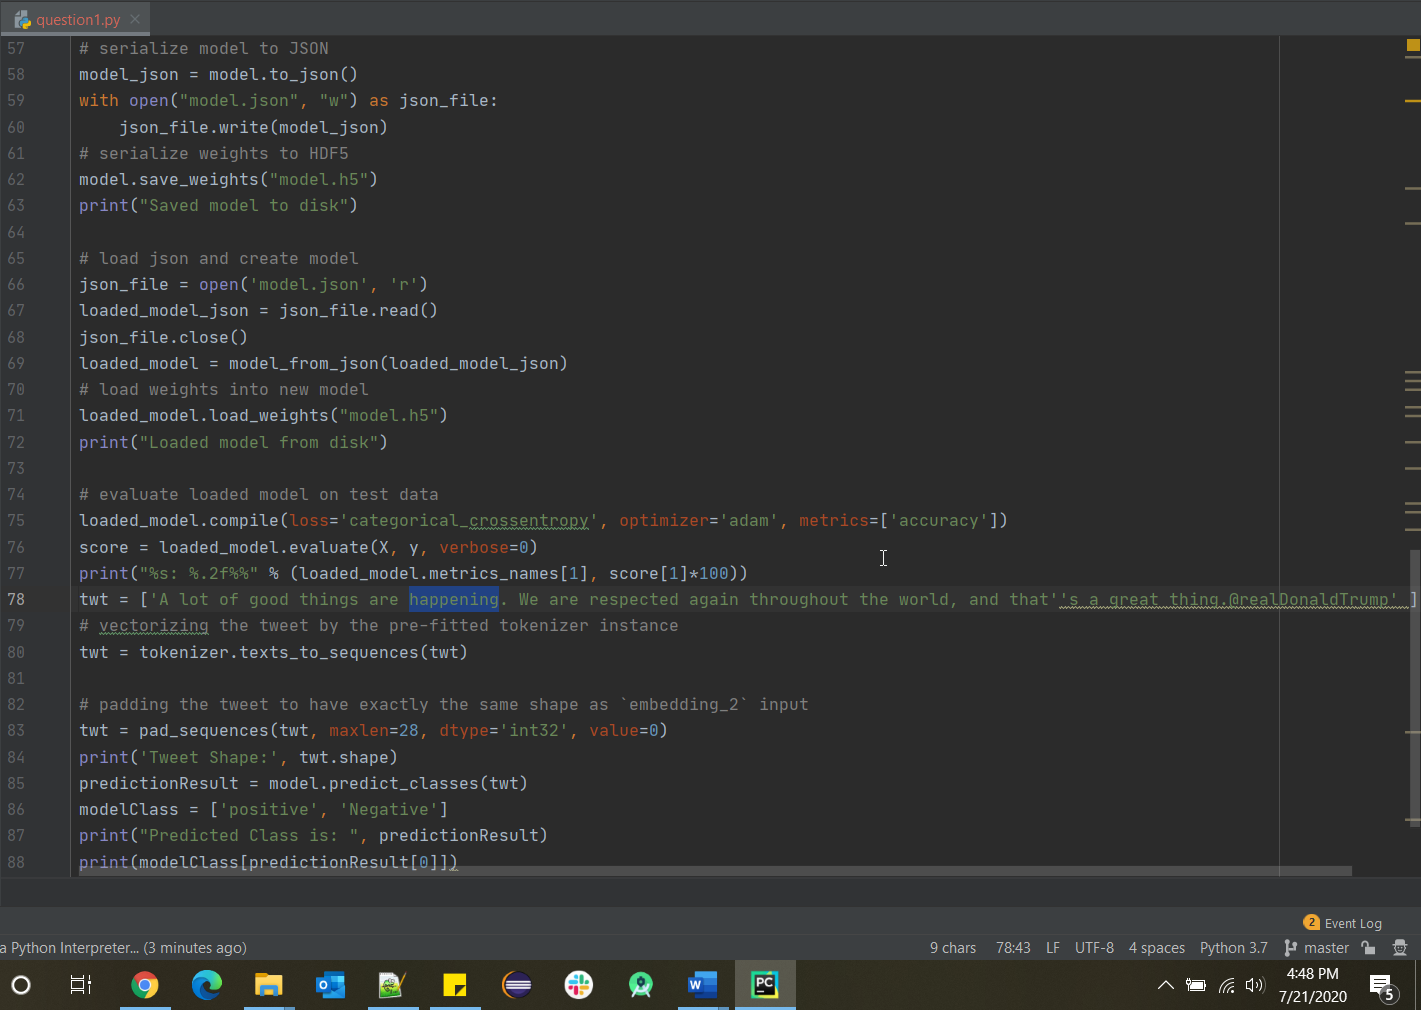 question1.py
57 # serialize model to JSON
58 model_json = model.to_json()
59 with open("model.json", "w") as json_file:
60     json_file.write(model_json)
61 # serialize weights to HDF5
62 model.save_weights("model.h5")
63 print("Saved model to disk")
64
65 # load json and create model
66 json_file = open('model.json', 'r')
67 loaded_model_json = json_file.read()
68 json_file.close()
69 loaded_model = model_from_json(loaded_model_json)
70 # load weights into new model
71 loaded_model.load_weights("model.h5")
72 print("Loaded model from disk")
73
74 # evaluate loaded model on test data
75 loaded_model.compile(loss='categorical_crossentropy', optimizer='adam', metrics=['accuracy'])
76 score = loaded_model.evaluate(X, y, verbose=0)
77 print("%s: %.2f%%" % (loaded_model.metrics_names[1], score[1]*100))
78 twt = ['A lot of good things are happening. We are respected again throughout the world, and that''s a great thing.@realDonaldTrump' ]
79 # vectorizing the tweet by the pre-fitted tokenizer instance
80 twt = tokenizer.texts_to_sequences(twt)
81
82 # padding the tweet to have exactly the same shape as `embedding_2` input
83 twt = pad_sequences(twt, maxlen=28, dtype='int32', value=0)
84 print('Tweet Shape:', twt.shape)
85 predictionResult = model.predict_classes(twt)
86 modelClass = ['positive', 'Negative']
87 print("Predicted Class is: ", predictionResult)
88 print(modelClass[predictionResult[0]])
2 Event Log
a Python Interpreter... (3 minutes ago) 9 chars 78:43 LF UTF-8 4 spaces Python 3.7 master
PC
4:48 PM
7/21/2020
5